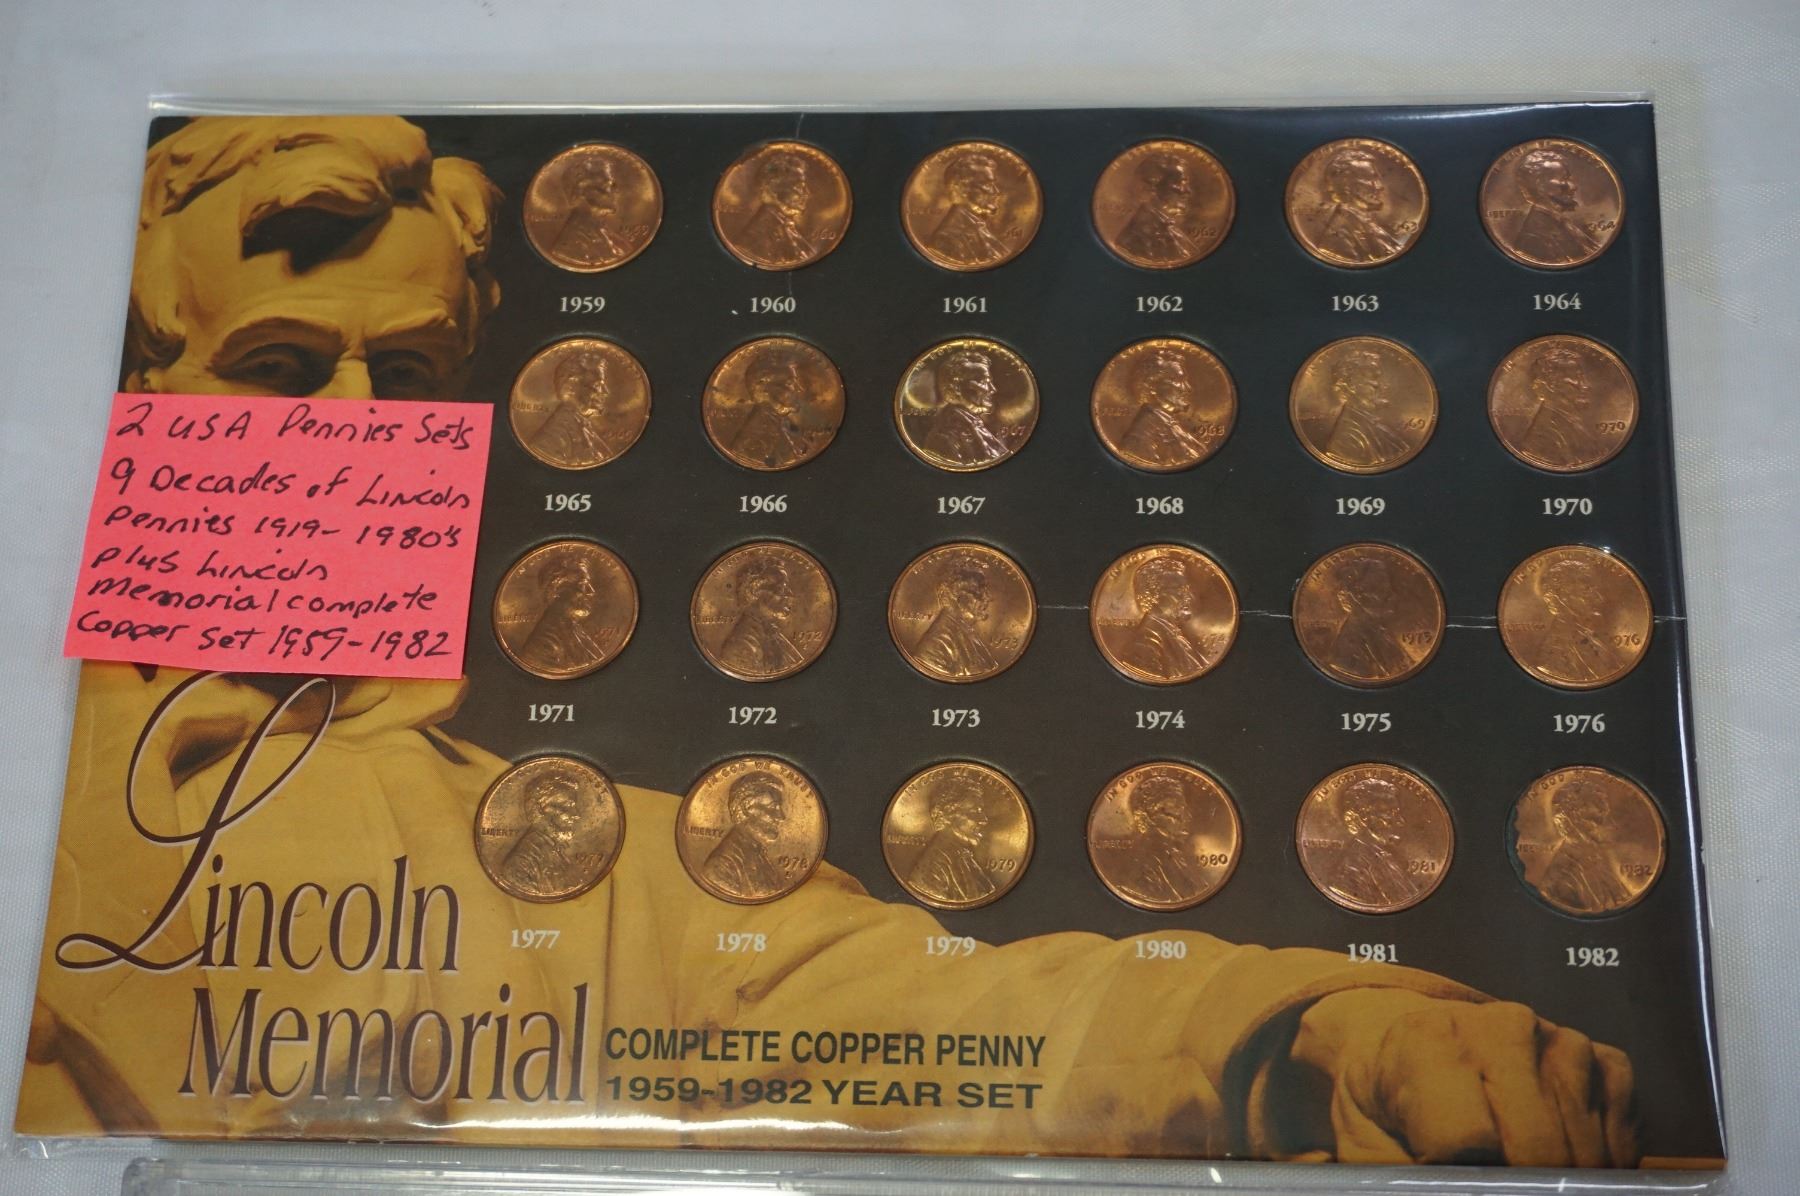 1959 1960 1961 1962 1963 1964
1965 1966 1967 1968 1969 1970
2 USA Pennies Sets
9 Decades of Lincoln
Pennies 1919-1980's
plus Lincoln
memorial complete
Copper Set 1959-1982
1971 1972 1973 1974 1975 1976
1977 1978 1979 1980 1981 1982
Lincoln
Memorial
COMPLETE COPPER PENNY
1959-1982 YEAR SET